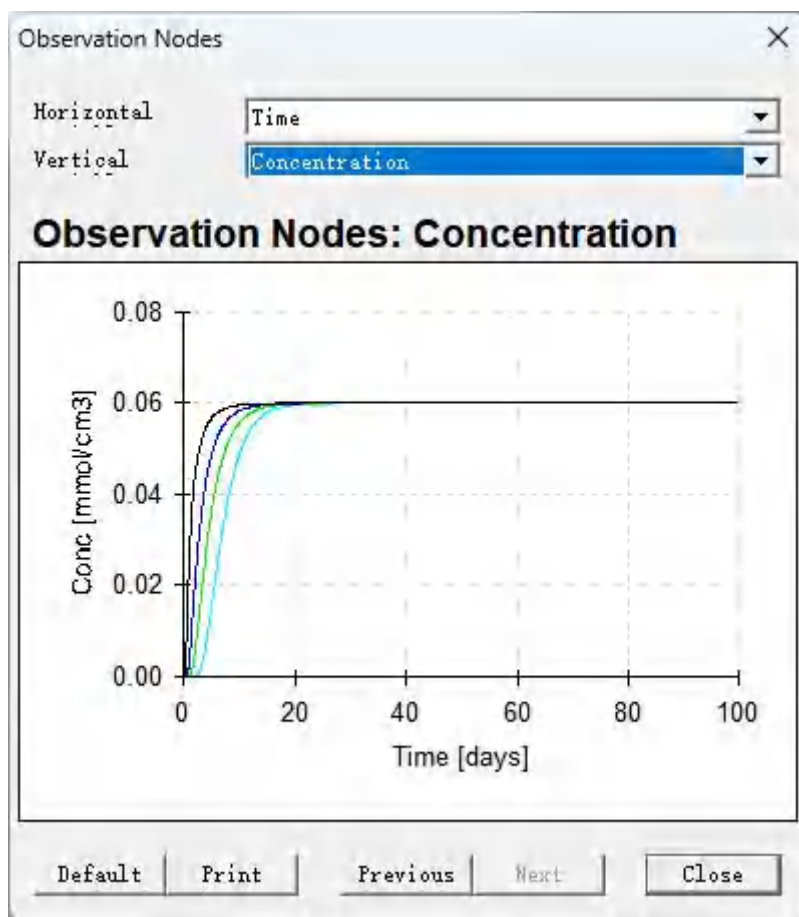 Observation Nodes
Horizontal Time
Vertical Concentration
Observation Nodes: Concentration
0.08
0.06
0.04
0.02
0.00
Conc [mmol/cm3]
0 20 40 60 80 100
Time [days]
Default Print Previous Next Close